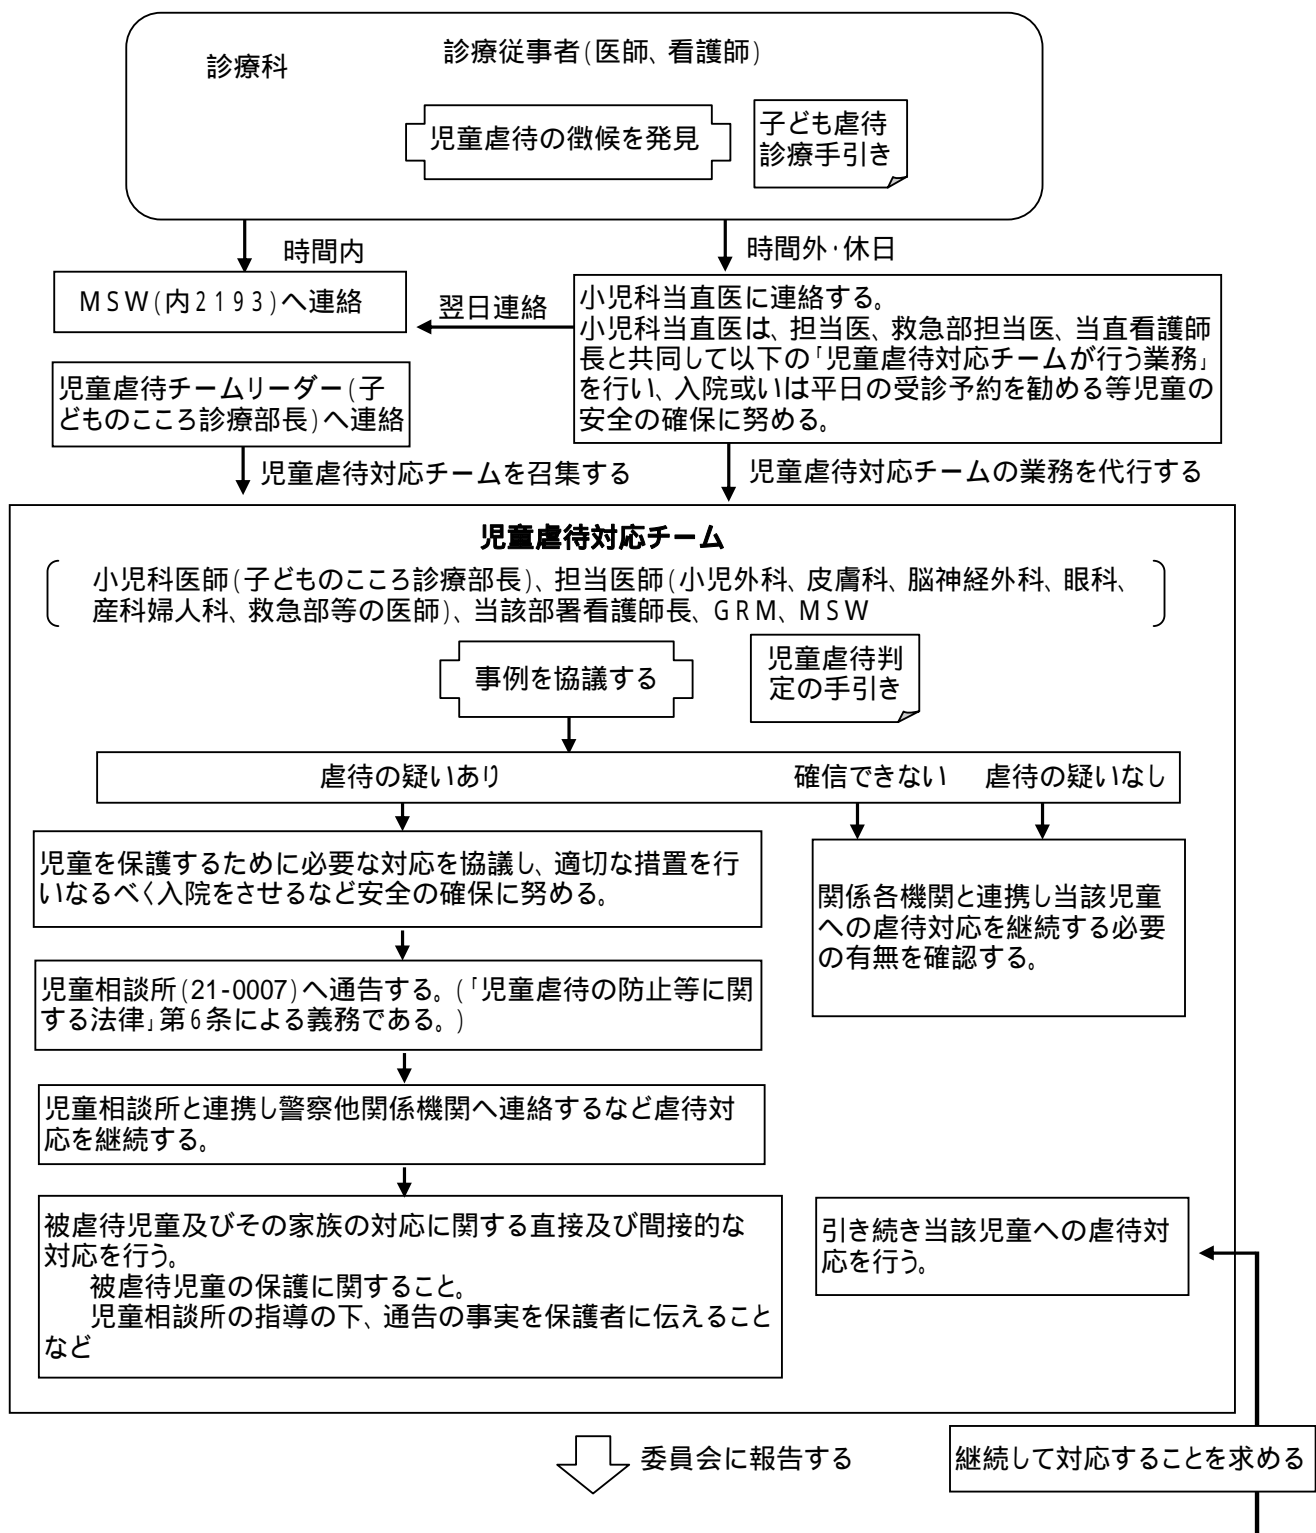 診療科
診療従事者(医師、看護師)
児童虐待の徴候を発見
子ども虐待
診療手引き
時間内
時間外・休日
MSW(内2193)へ連絡
翌日連絡
小児科当直医に連絡する。
小児科当直医は、担当医、救急部担当医、当直看護師
長と共同して以下の「児童虐待対応チームが行う業務」
を行い、入院或いは平日の受診予約を勧める等児童の
安全の確保に努める。
児童虐待チームリーダー(子
どものこころ診療部長)へ連絡
児童虐待対応チームを召集する
児童虐待対応チームの業務を代行する
児童虐待対応チーム
小児科医師(子どものこころ診療部長)、担当医師(小児外科、皮膚科、脳神経外科、眼科、
産科婦人科、救急部等の医師)、当該部署看護師長、GRM、MSW
事例を協議する
児童虐待判
定の手引き
虐待の疑いあり
確信できない
虐待の疑いなし
児童を保護するために必要な対応を協議し、適切な措置を行
いなるべく入院をさせるなど安全の確保に努める。
関係各機関と連携し当該児童
への虐待対応を継続する必要
の有無を確認する。
児童相談所(21-0007)へ通告する。(「児童虐待の防止等に関
する法律」第6条による義務である。)
児童相談所と連携し警察他関係機関へ連絡するなど虐待対
応を継続する。
被虐待児童及びその家族の対応に関する直接及び間接的な
対応を行う。
被虐待児童の保護に関すること。
児童相談所の指導の下、通告の事実を保護者に伝えること
など
引き続き当該児童への虐待対
応を行う。
委員会に報告する
継続して対応することを求める